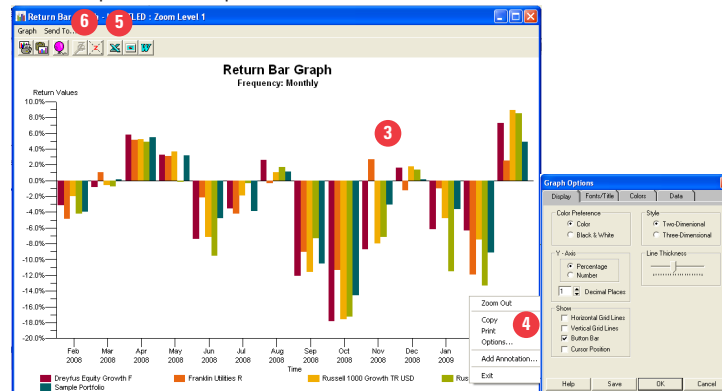 Return Bar
LED : Zoom Level 1
6
5
Graph Send To...
Return Bar Graph
Frequency: Monthly
Return Values
10.0%
8.0%
6.0%
4.0%
2.0%
0.0%
-2.0%
-4.0%
-6.0%
-8.0%
-10.0%
-12.0%
-14.0%
-16.0%
-18.0%
-20.0%
3
Zoom Out
Copy
Print
Options...
Add Annotation...
Exit
4
Feb Mar Apr May Jun Jul Aug Sep Oct Nov Dec Jan
2008 2008 2008 2008 2008 2008 2008 2008 2008 2008 2008 2009
Time
Dreyfus Equity Growth F Franklin Utilities R Russell 1000 Growth TR USD Rus
Sample Portfolio
Graph Options
Display Fonts/Title Colors Data
Color Preference
Color
Black & White
Style
Two-Dimensional
Three-Dimensional
Y - Axis
Percentage
Number
1 Decimal Places
Line Thickness
Show
Horizontal Grid Lines
Vertical Grid Lines
Button Bar
Cursor Position
Help Save OK Cancel